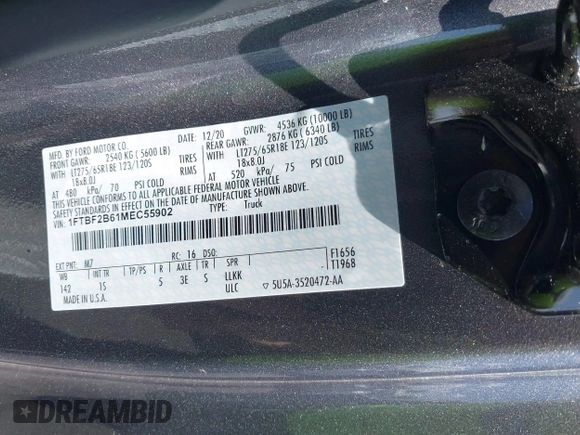 MFD. BY FORD MOTOR CO.
DATE: 12/20 GVWR: 4536 KG (10000 LB)
FRONT GAWR: 2540 KG (5600 LB) REAR GAWR: 2876 KG (6340 LB)
WITH LT275/65R18E 123/120S TIRES WITH LT275/65R18E 123/120S TIRES
18x8.0J RIMS 18x8.0J RIMS
AT 480 kPa/ 70 PSI COLD AT 520 kPa/ 75 PSI COLD
THIS VEHICLE CONFORMS TO ALL APPLICABLE FEDERAL MOTOR VEHICLE
SAFETY STANDARDS IN EFFECT ON THE DATE OF MANUFACTURE SHOWN ABOVE.
VIN: 1FTBF2B61MEC55902 TYPE: Truck
EXT PNT: M7 RC: 16 DSO:
WB INT TR TP/PS R AXLE TR SPR F1656
142 15 5 3E S LLKK - T1968
MADE IN U.S.A. ULC ▽ 5U5A-3520472-AA
DREAMBID